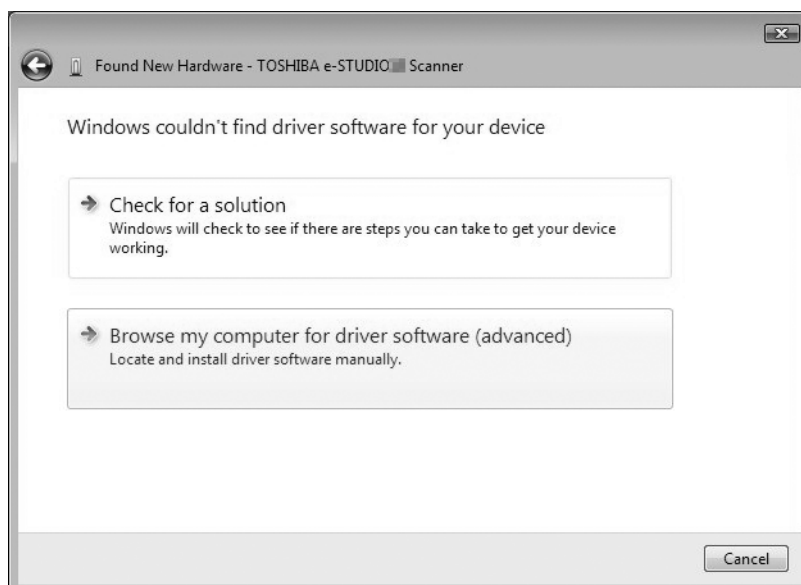 Found New Hardware - TOSHIBA e-STUDIO Scanner
Windows couldn't find driver software for your device
Check for a solution
Windows will check to see if there are steps you can take to get your device
working.
Browse my computer for driver software (advanced)
Locate and install driver software manually.
Cancel